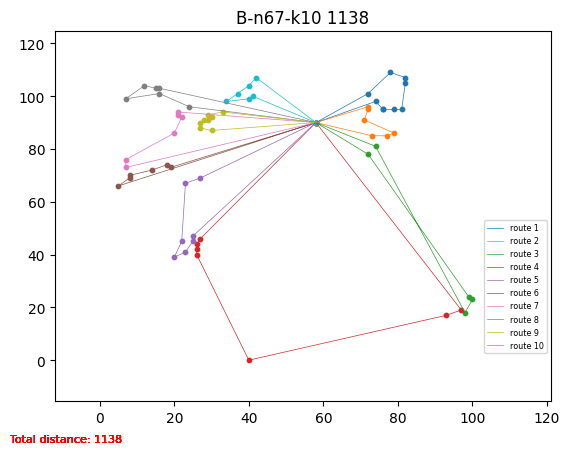 B-n67-k10 1138
120
100
80
60
40
20
0
route 1
route 2
route 3
route 4
route 5
route 6
route 7
route 8
route 9
route 10
0 20 40 60 80 100 120
Total distance: 1138